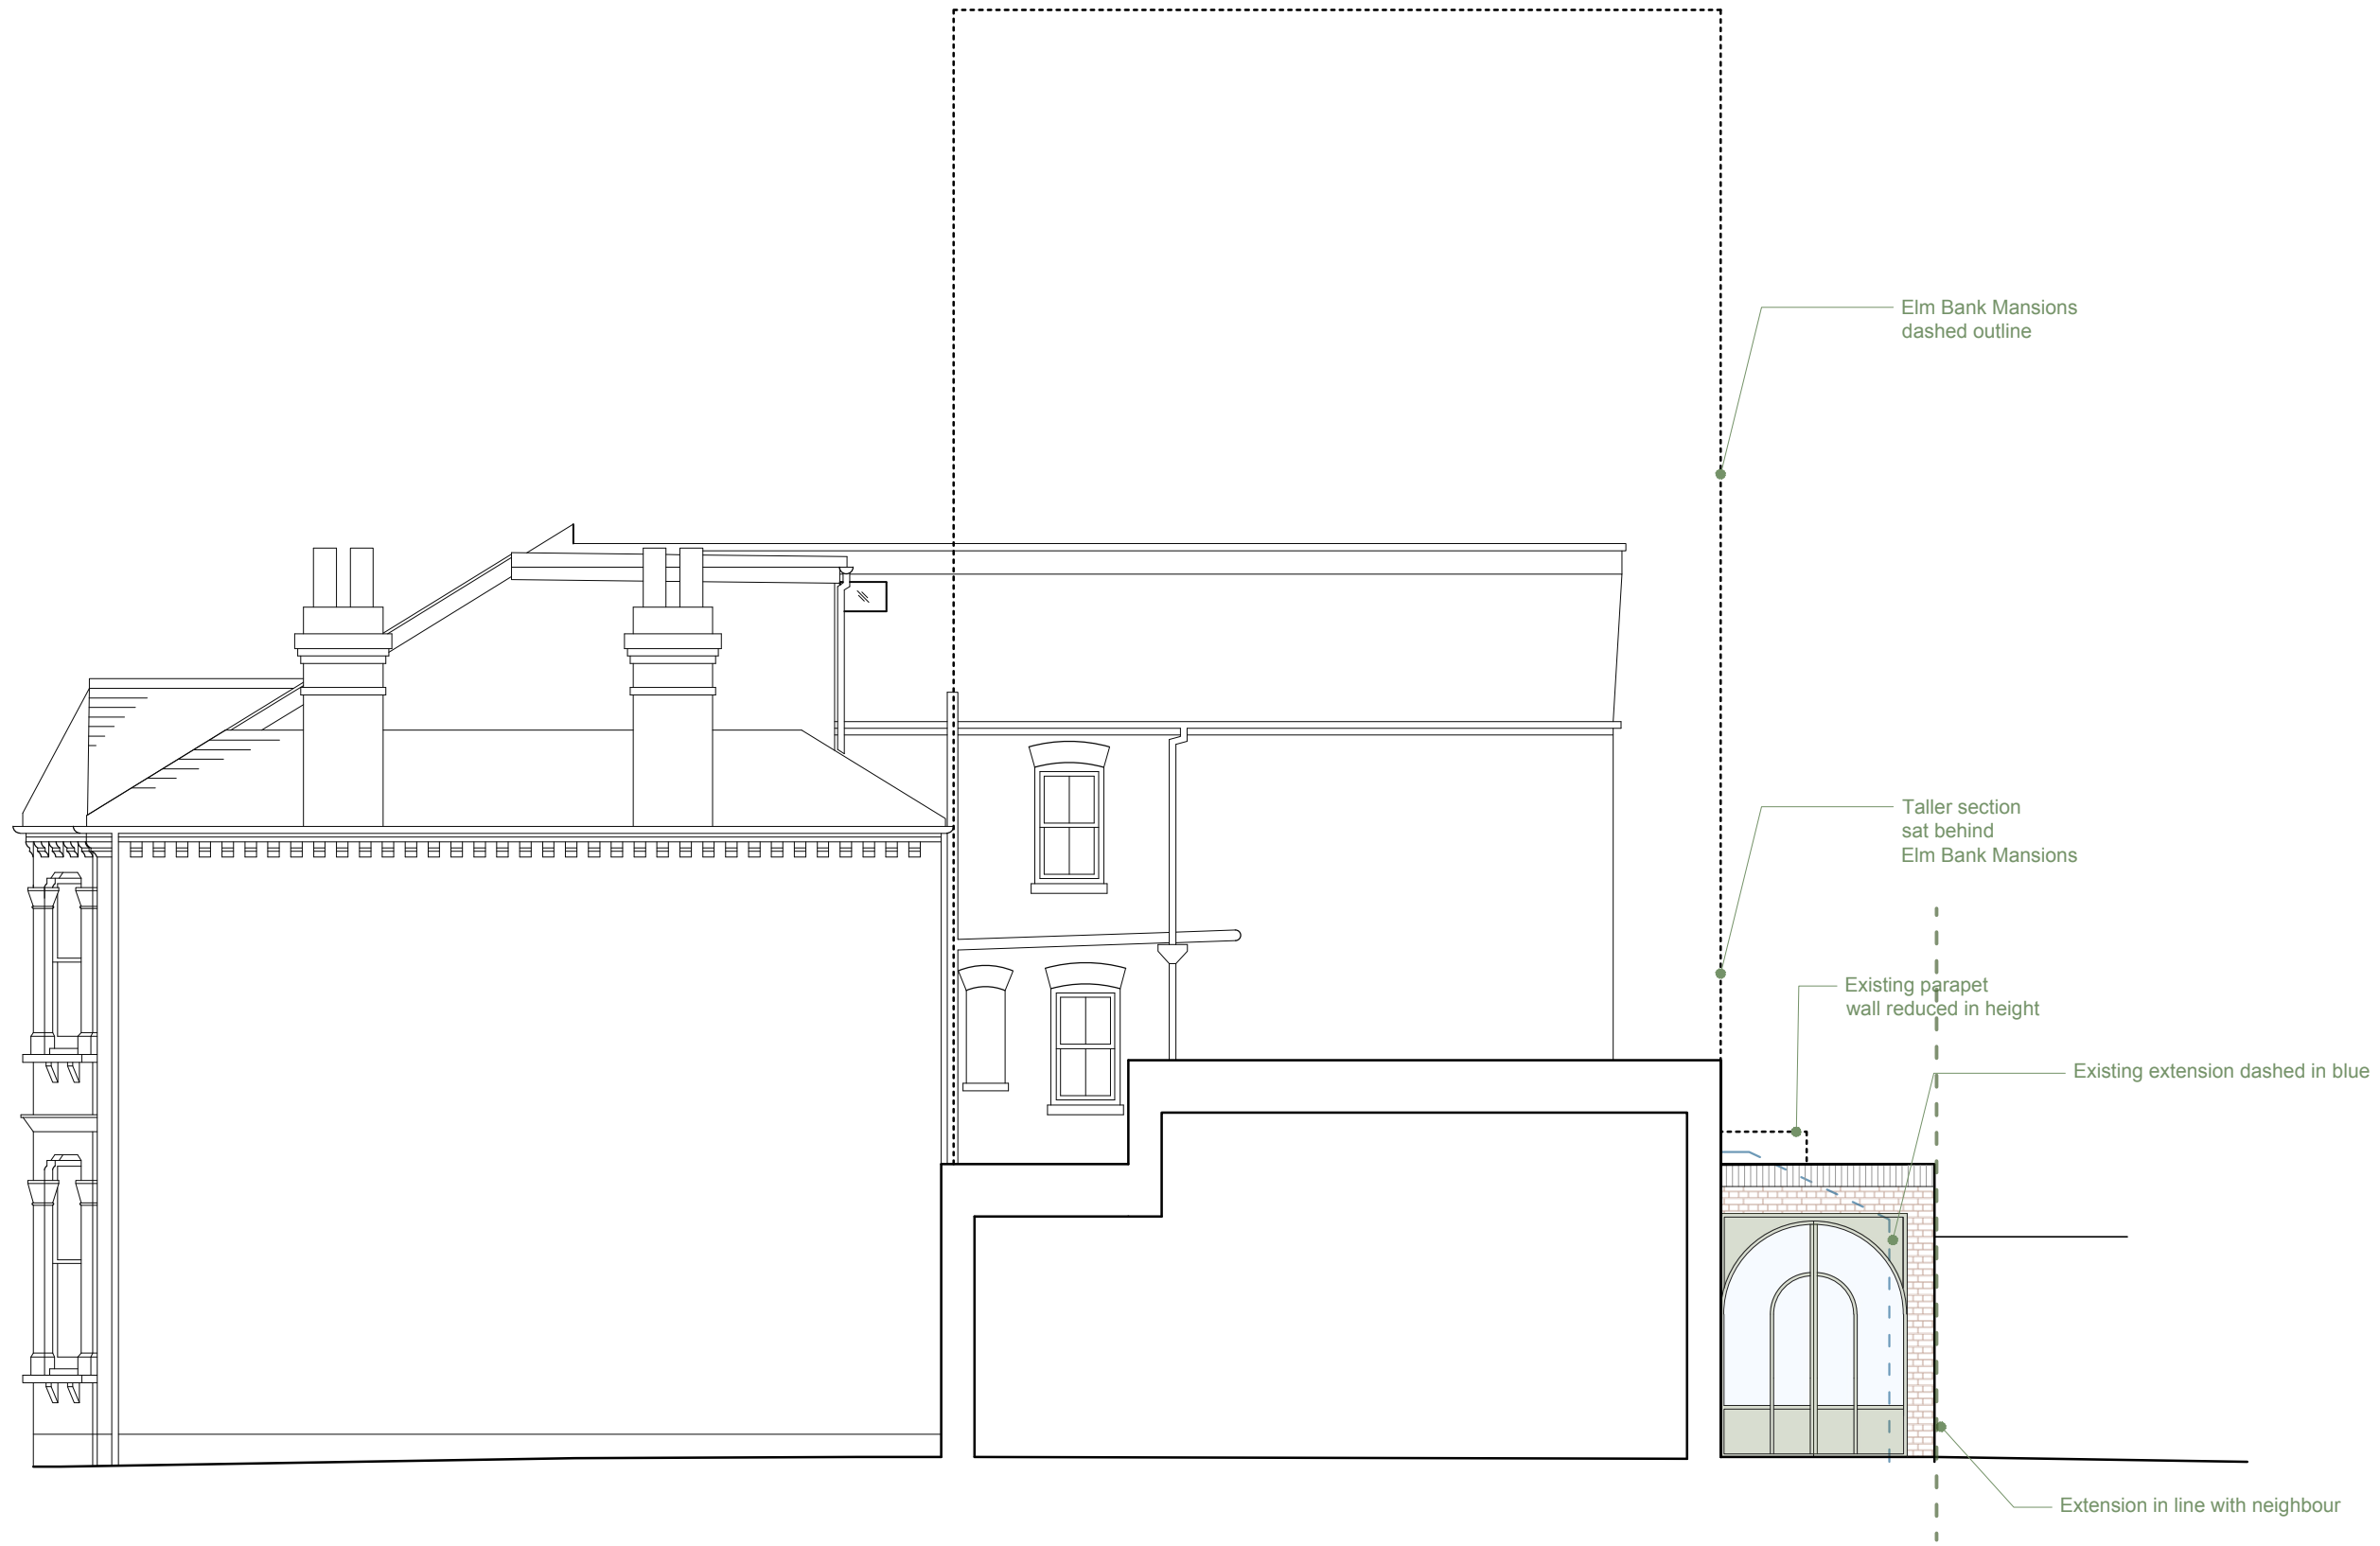 Elm Bank Mansions
dashed outline
Taller section
sat behind
Elm Bank Mansions
Existing parapet
wall reduced in height
Existing extension dashed in blue
Extension in line with neighbour